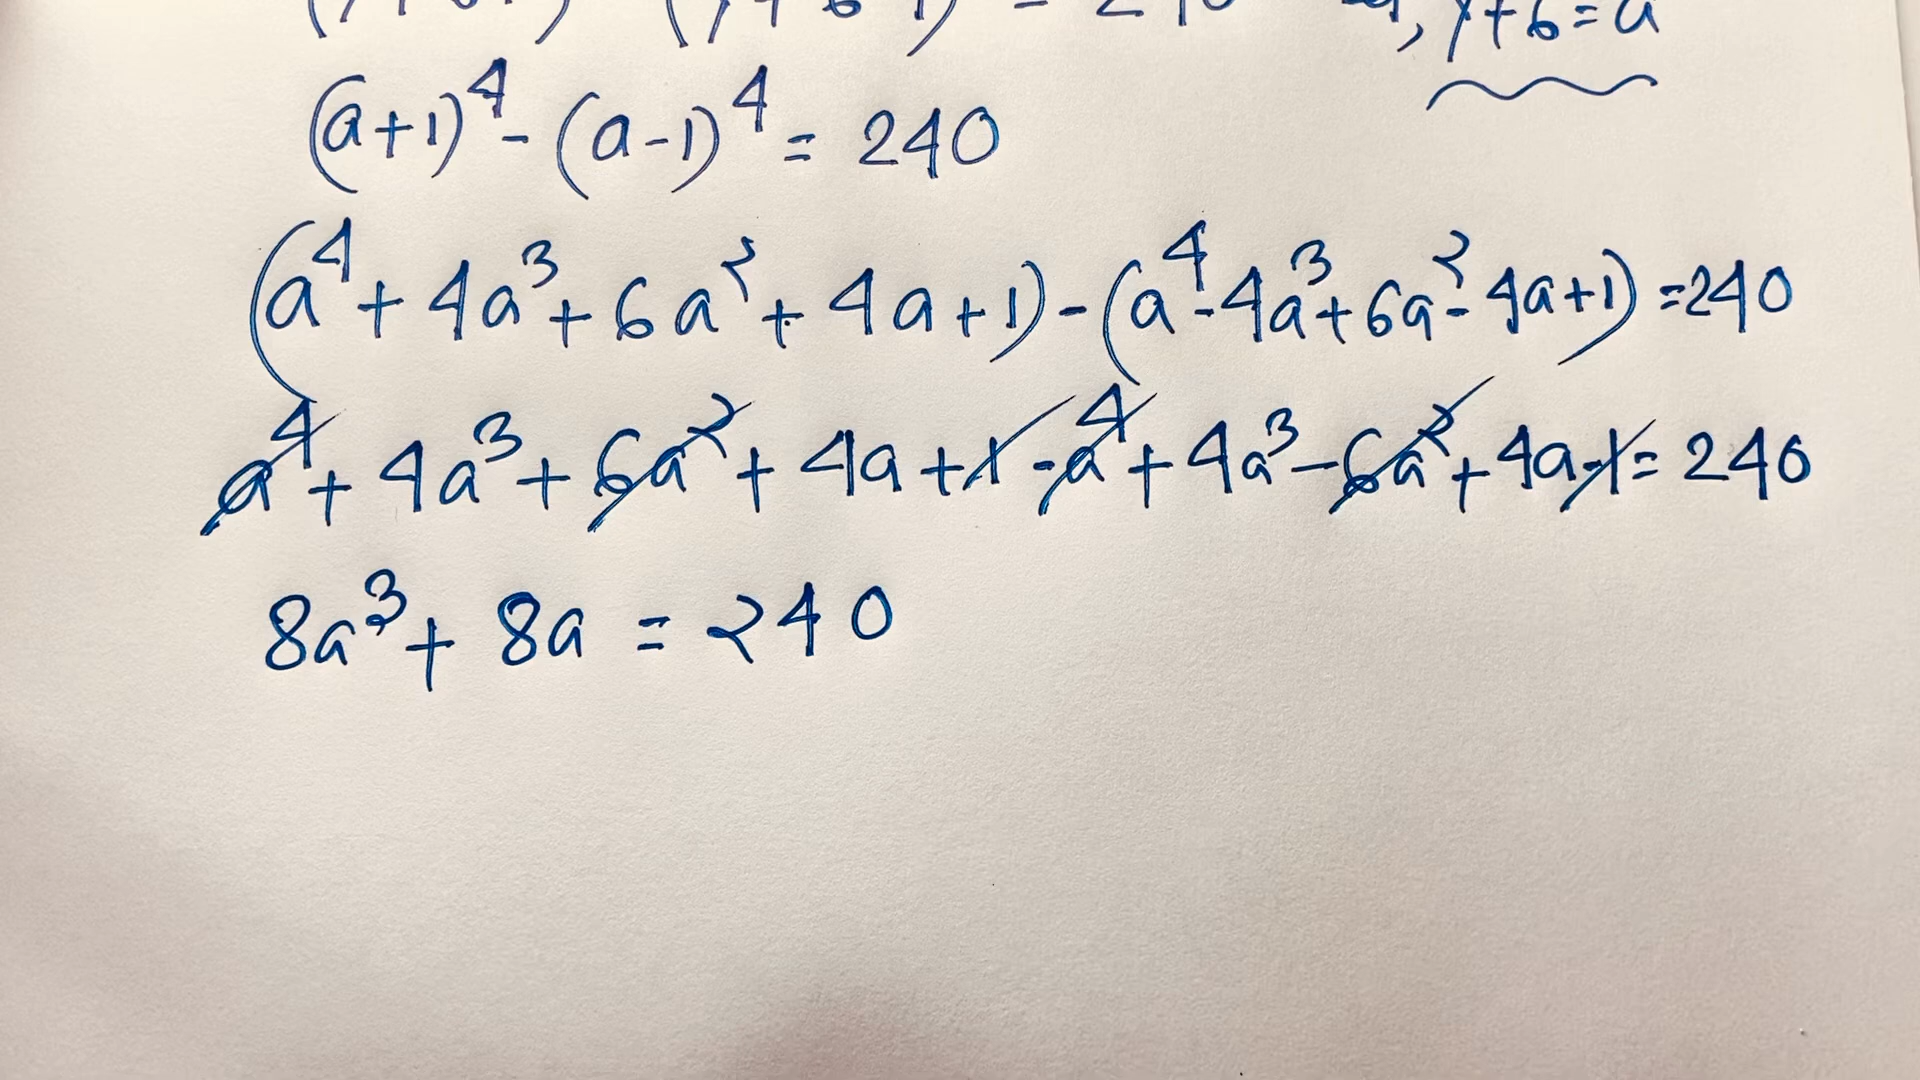 , y+6=a
(a+1)⁴ - (a-1)⁴ = 240
(a⁴ + 4a³ + 6a² + 4a + 1) - (a⁴ - 4a³ + 6a² - 4a + 1) = 240
a⁴ + 4a³ + 6a² + 4a + 1 - a⁴ + 4a³ - 6a² + 4a - 1 = 240
8a³ + 8a = 240